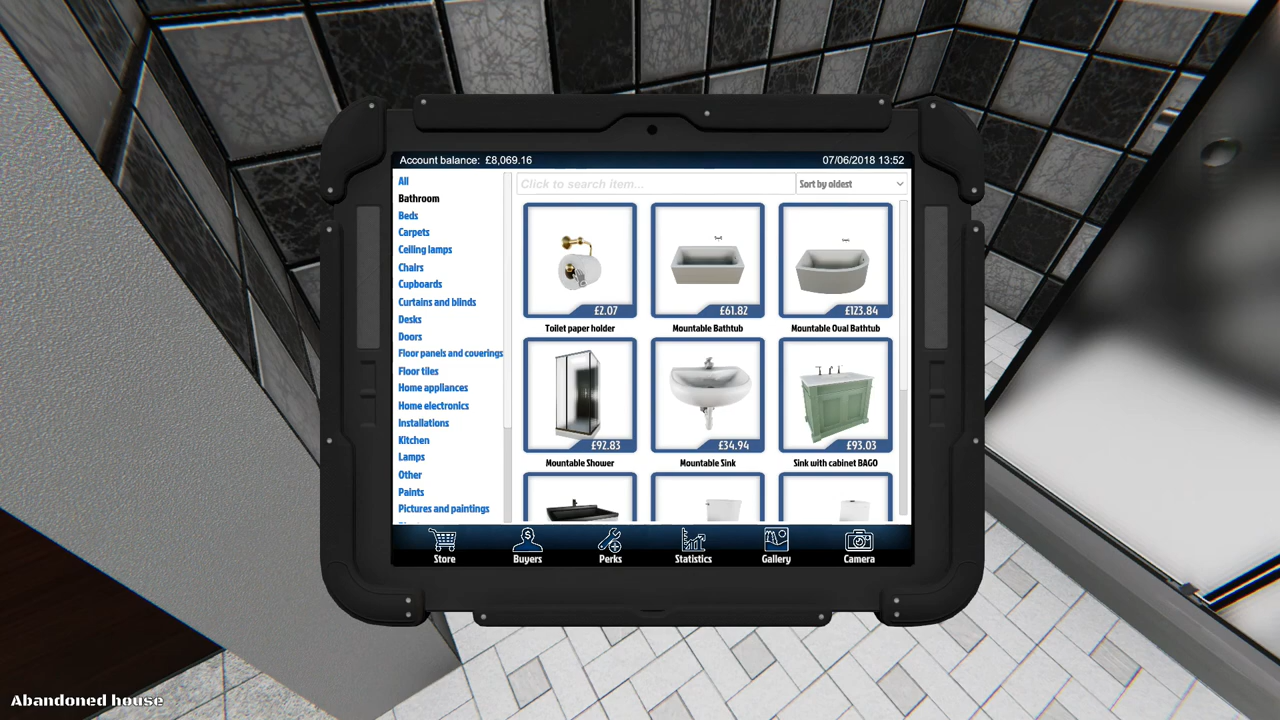 Account balance: £8,069.16
07/06/2018 13:52
All
Bathroom
Beds
Carpets
Ceiling lamps
Chairs
Cupboards
Curtains and blinds
Desks
Doors
Floor panels and coverings
Floor tiles
Home appliances
Home electronics
Installations
Kitchen
Lamps
Other
Paints
Pictures and paintings
Click to search item...
Sort by oldest
£2.07
£61.82
£123.84
Toilet paper holder
Mountable Bathtub
Mountable Oval Bathtub
£92.83
£34.94
£93.03
Mountable Shower
Mountable Sink
Sink with cabinet BAGO
Store
Buyers
Perks
Statistics
Gallery
Camera
Abandoned house